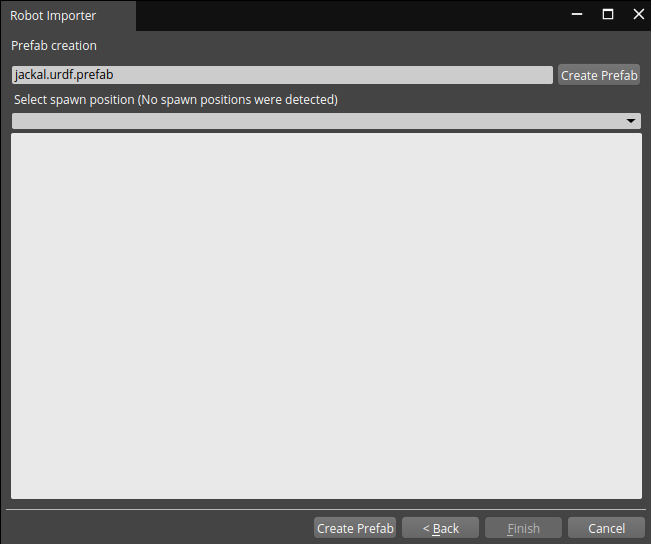 Robot Importer
Prefab creation
jackal.urdf.prefab
Create Prefab
Select spawn position (No spawn positions were detected)
Create Prefab
< Back
Finish
Cancel